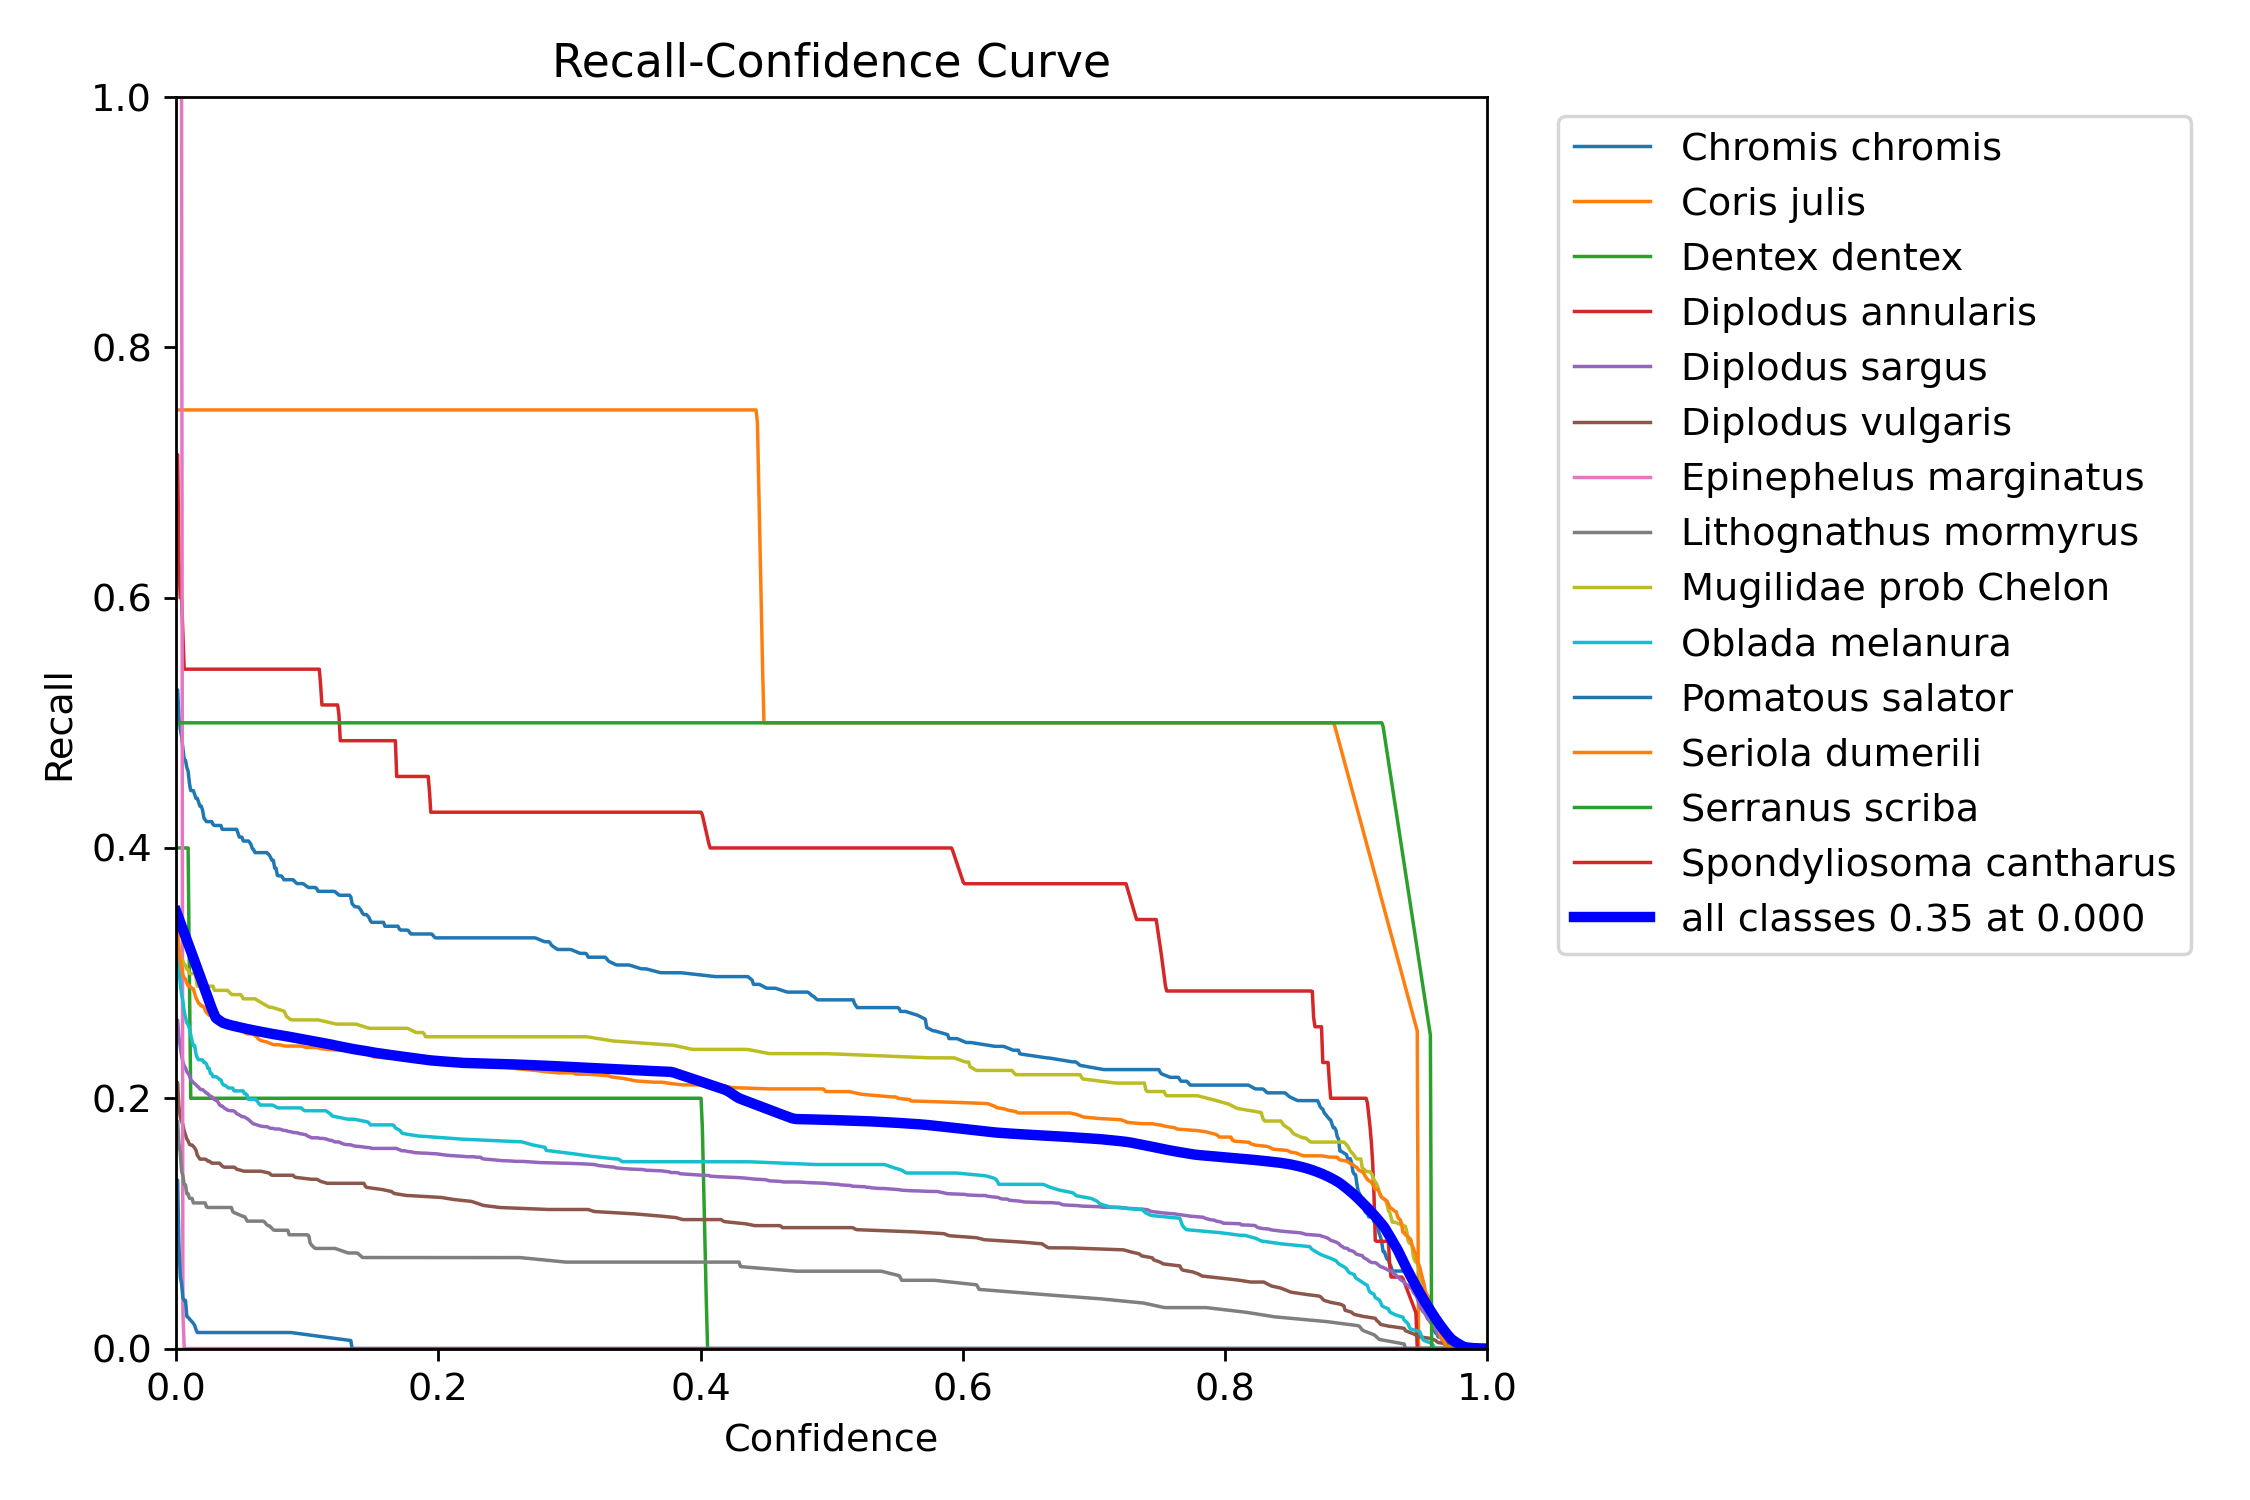 Recall-Confidence Curve
1.0
0.8
0.6
0.4
0.2
0.0
Recall
0.0 0.2 0.4 0.6 0.8 1.0
Confidence
Chromis chromis
Coris julis
Dentex dentex
Diplodus annularis
Diplodus sargus
Diplodus vulgaris
Epinephelus marginatus
Lithognathus mormyrus
Mugilidae prob Chelon
Oblada melanura
Pomatous salator
Seriola dumerili
Serranus scriba
Spondyliosoma cantharus
all classes 0.35 at 0.000